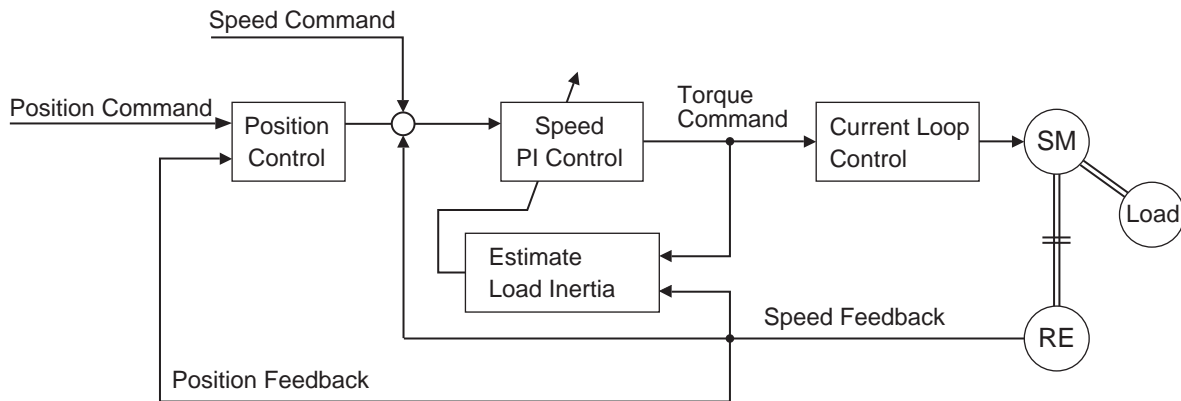 Speed Command
Position Command
Position
Control
Speed
PI Control
Torque
Command
Current Loop
Control
SM
Load
Estimate
Load Inertia
Speed Feedback
RE
Position Feedback